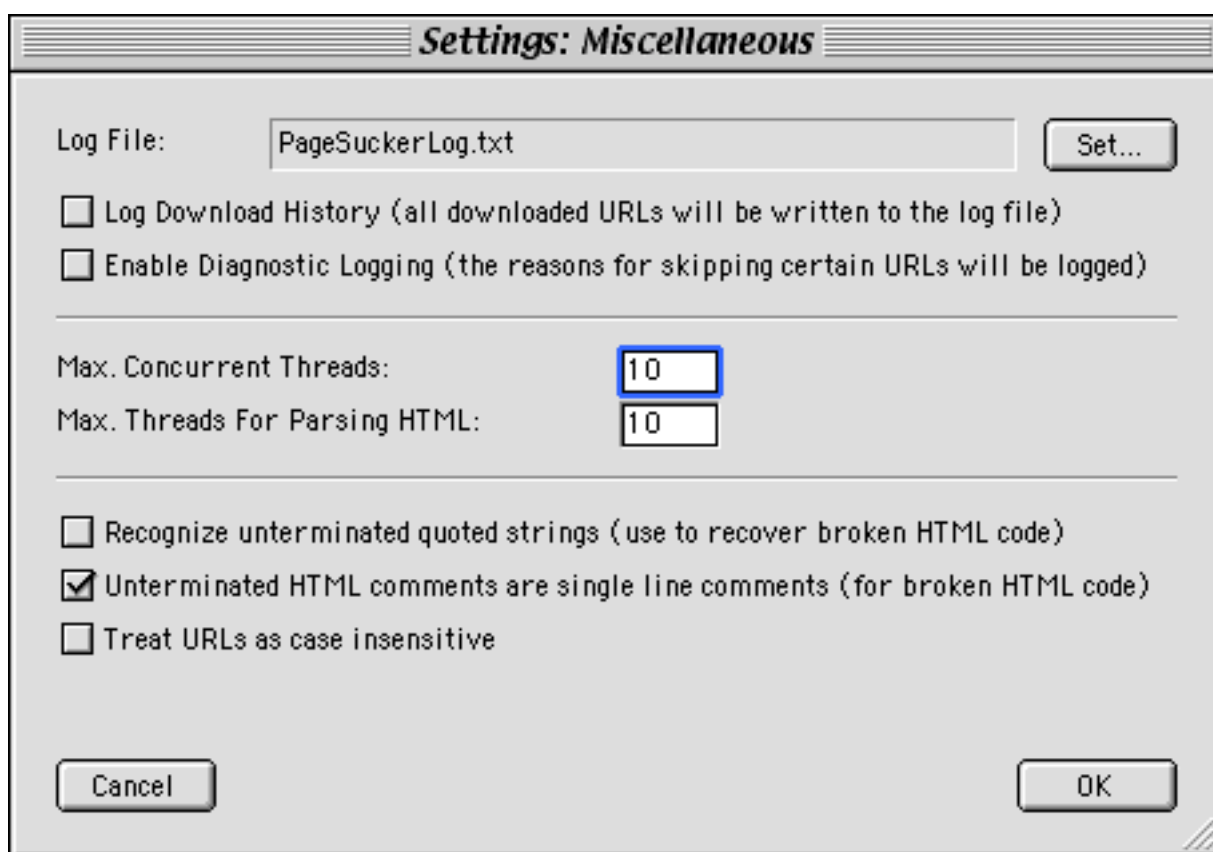 Settings: Miscellaneous
Log File: PageSuckerLog.txt Set...
Log Download History (all downloaded URLs will be written to the log file)
Enable Diagnostic Logging (the reasons for skipping certain URLs will be logged)
Max. Concurrent Threads: 10
Max. Threads For Parsing HTML: 10
Recognize unterminated quoted strings (use to recover broken HTML code)
Unterminated HTML comments are single line comments (for broken HTML code)
Treat URLs as case insensitive
Cancel OK